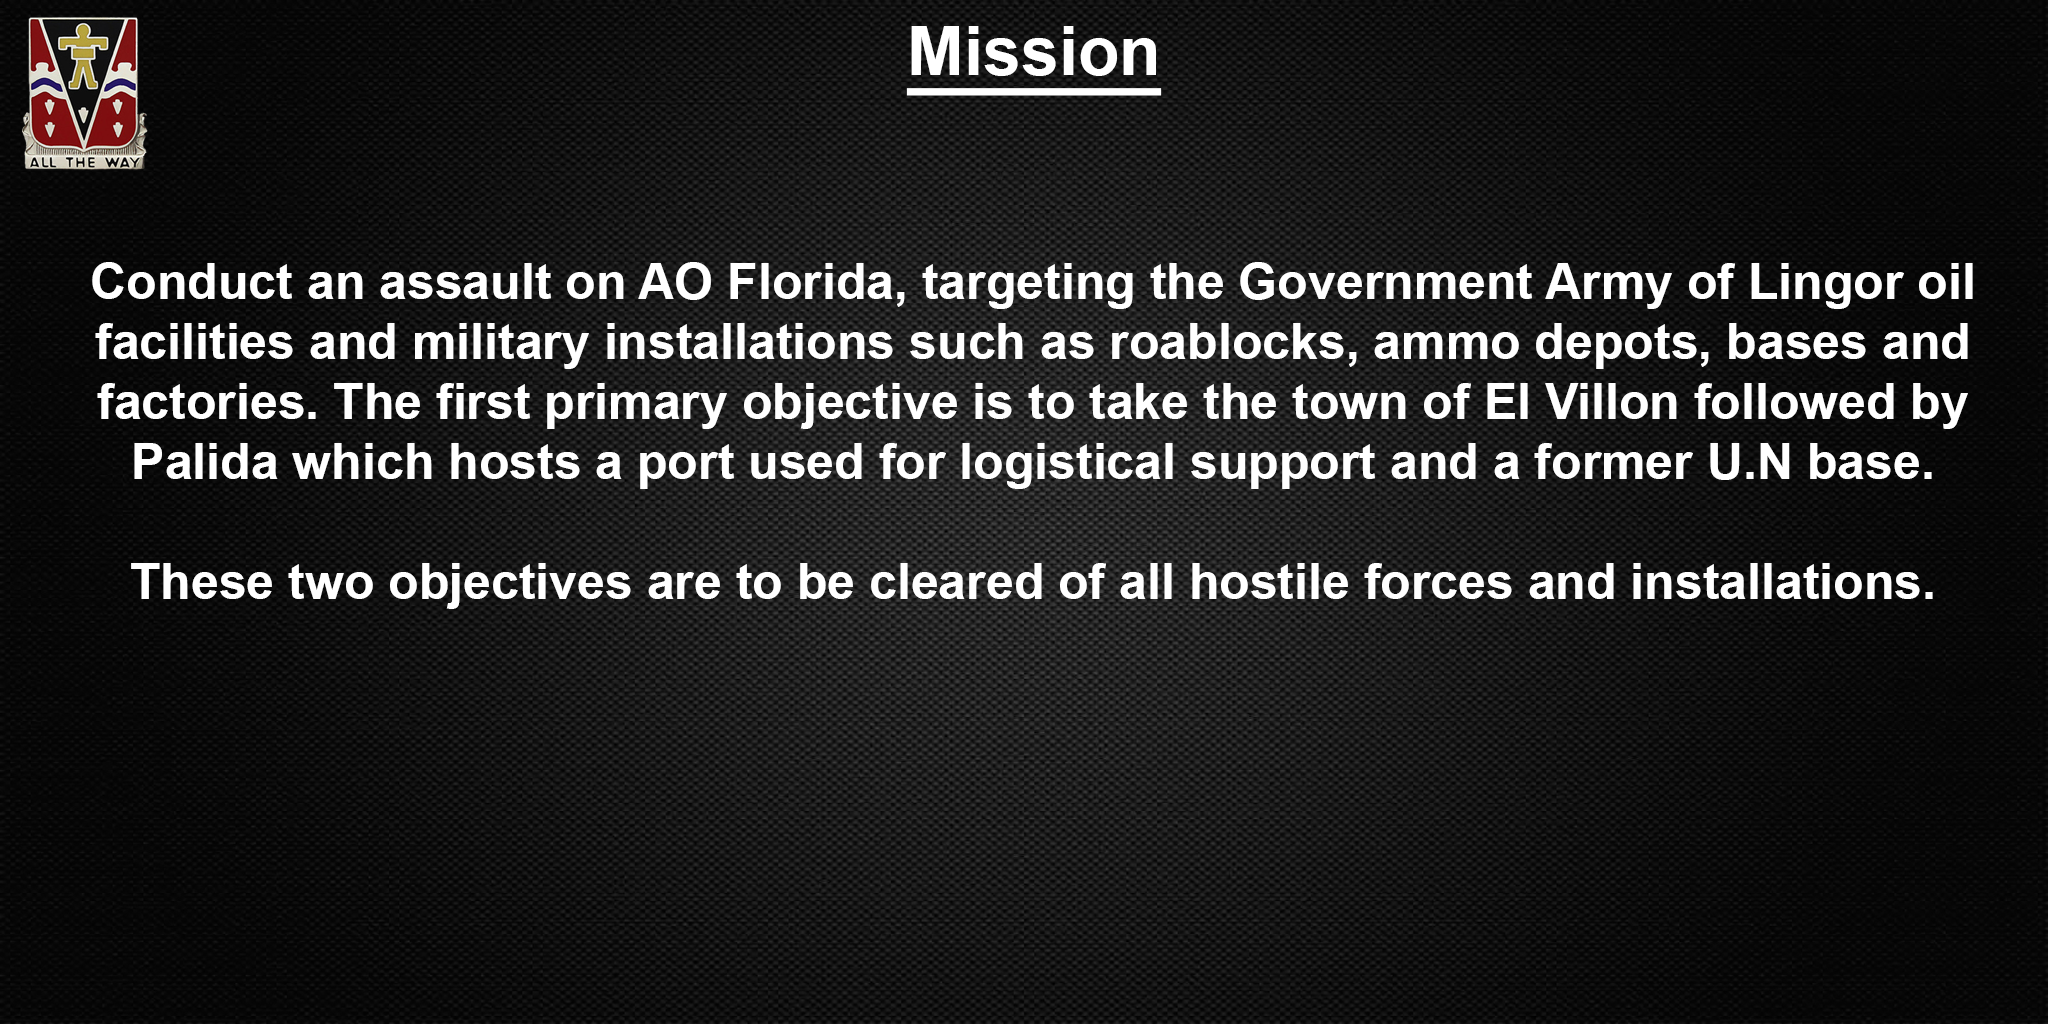 Mission
ALL THE WAY
Conduct an assault on AO Florida, targeting the Government Army of Lingor oil
facilities and military installations such as roablocks, ammo depots, bases and
factories. The first primary objective is to take the town of El Villon followed by
Palida which hosts a port used for logistical support and a former U.N base.
These two objectives are to be cleared of all hostile forces and installations.